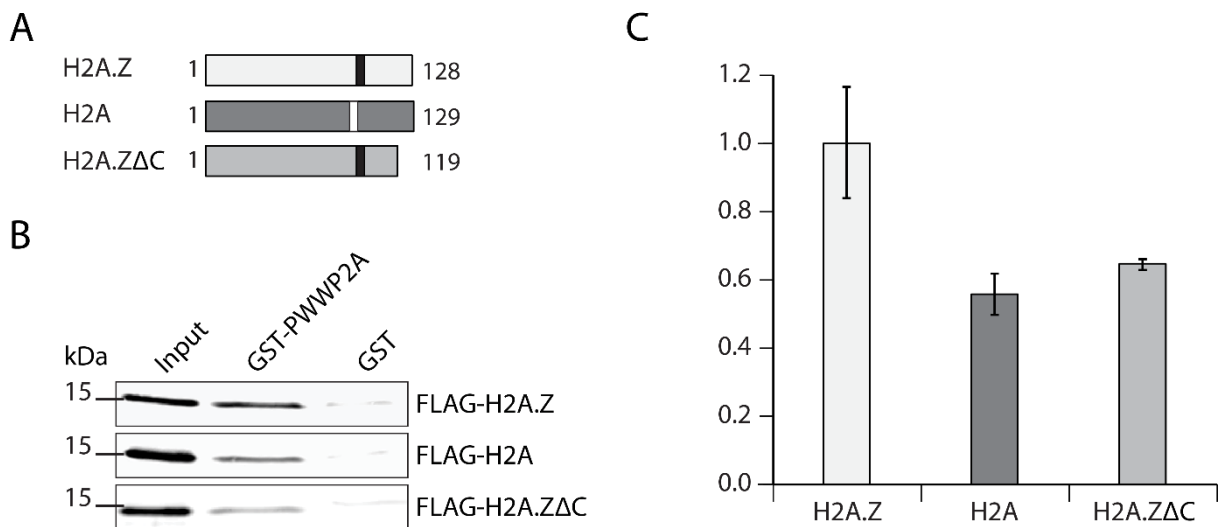 A
H2A.Z 1 128
H2A 1 129
H2A.ZΔC 1 119
B
kDa Input GST-PWWP2A GST
15 FLAG-H2A.Z
15 FLAG-H2A
15 FLAG-H2A.ZΔC
C
1.2
1.0
0.8
0.6
0.4
0.2
0.0
H2A.Z H2A H2A.ZΔC